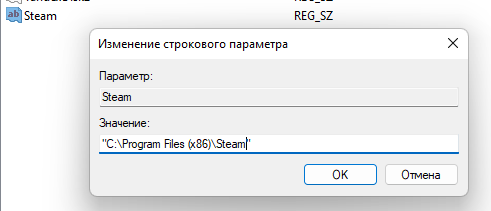 Steam REG_SZ
Изменение строкового параметра
Параметр:
Steam
Значение:
"C:\Program Files (x86)\Steam"
OK Отмена